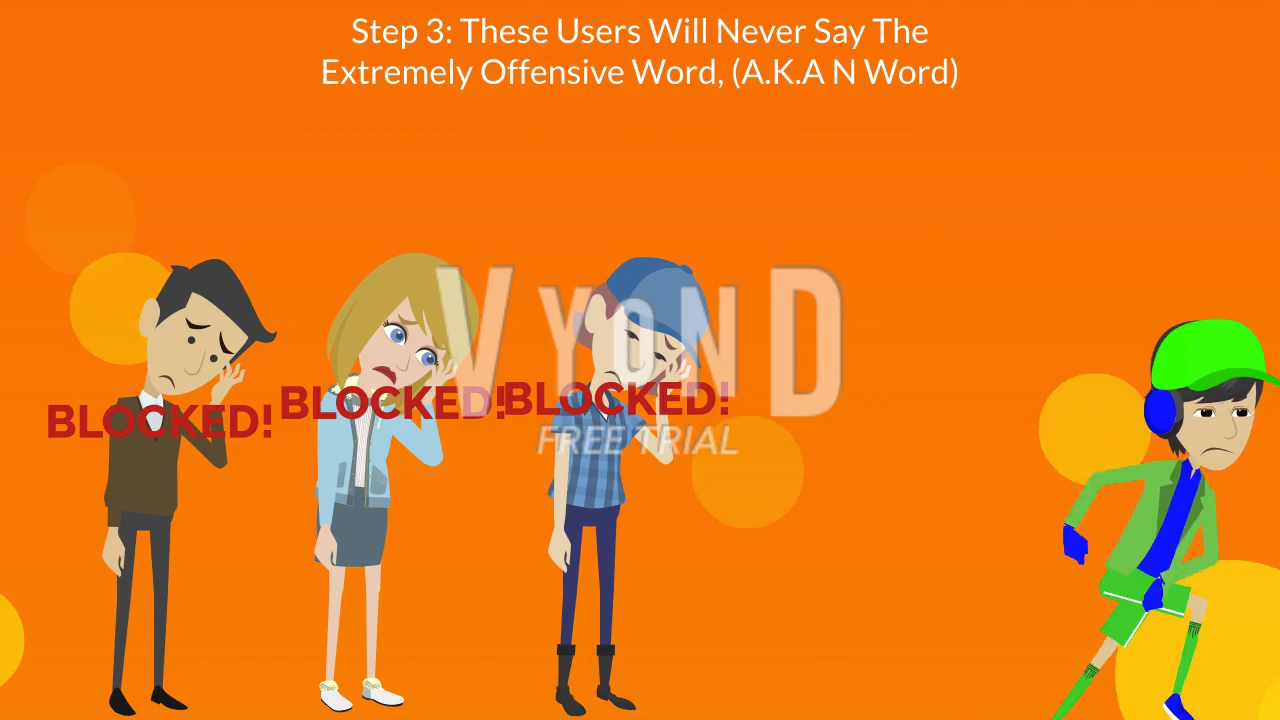 Step 3: These Users Will Never Say The
Extremely Offensive Word, (A.K.A N Word)
VYOND
FREE TRIAL
BLOCKED!
BLOCKED!
BLOCKED!